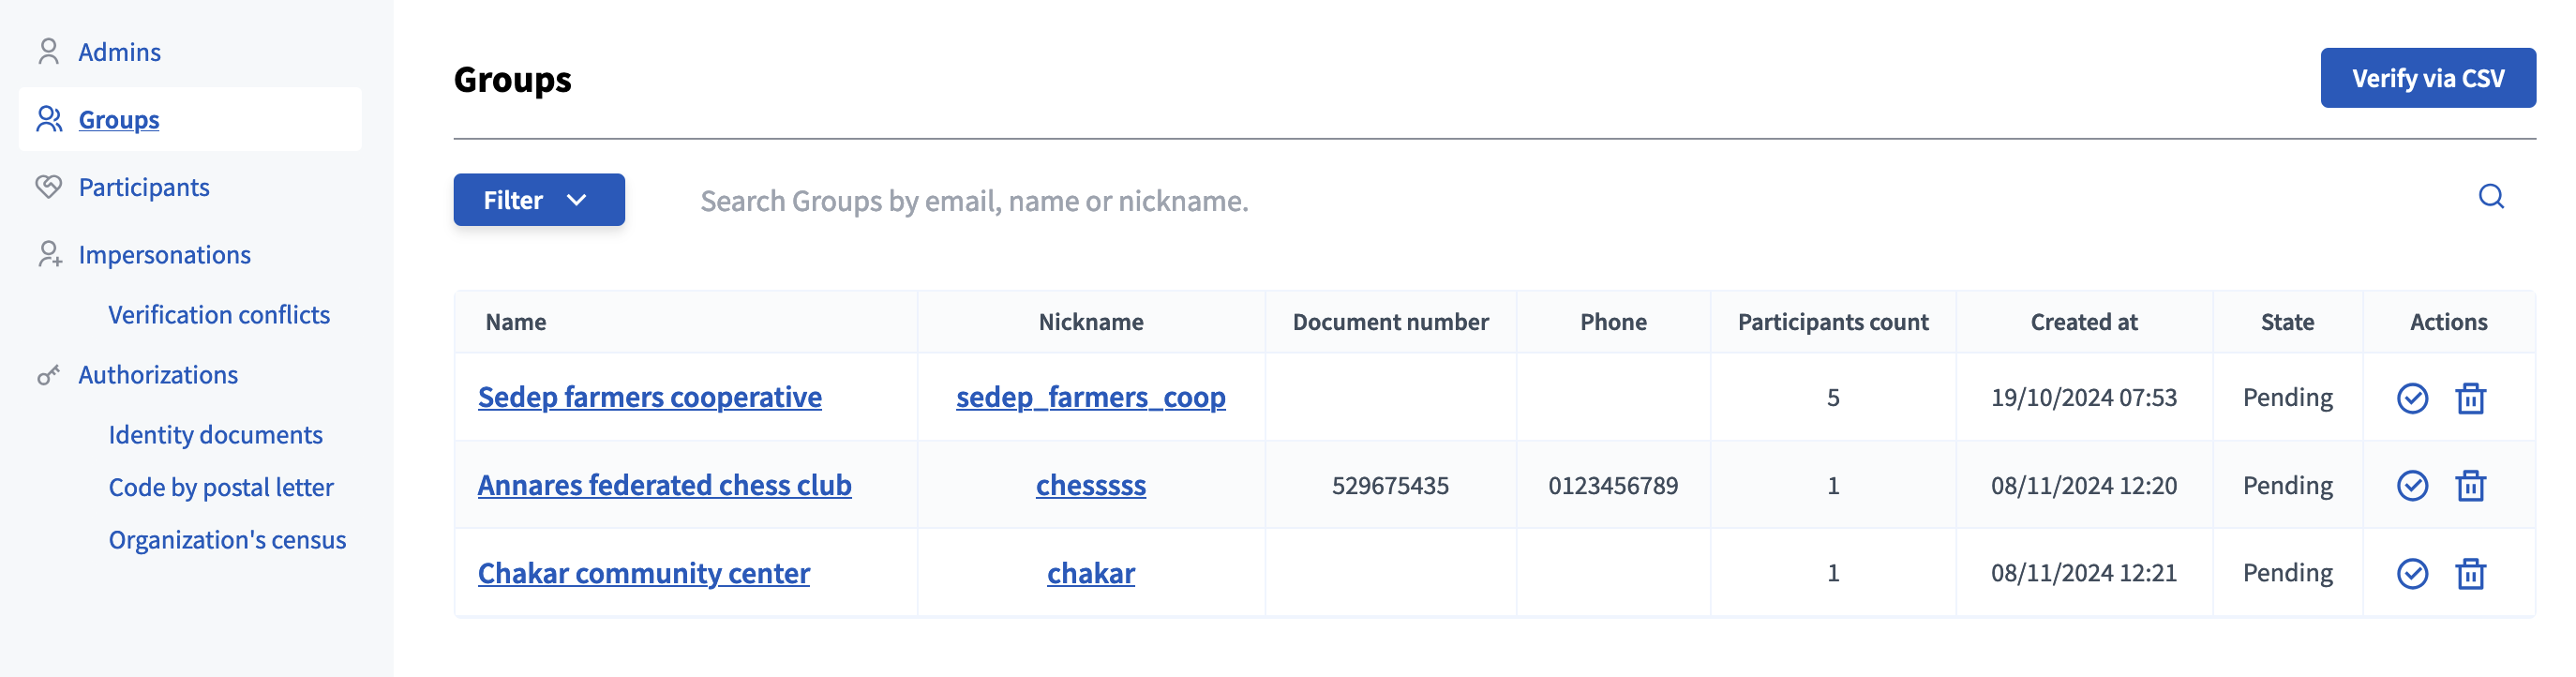 Admins
Groups
Participants
Impersonations
Verification conflicts
Authorizations
Identity documents
Code by postal letter
Organization's census
Groups
Verify via CSV
Filter
Search Groups by email, name or nickname.
Name Nickname Document number Phone Participants count Created at State Actions
Sedep farmers cooperative sedep_farmers_coop 5 19/10/2024 07:53 Pending
Annares federated chess club chesssss 529675435 0123456789 1 08/11/2024 12:20 Pending
Chakar community center chakar 1 08/11/2024 12:21 Pending